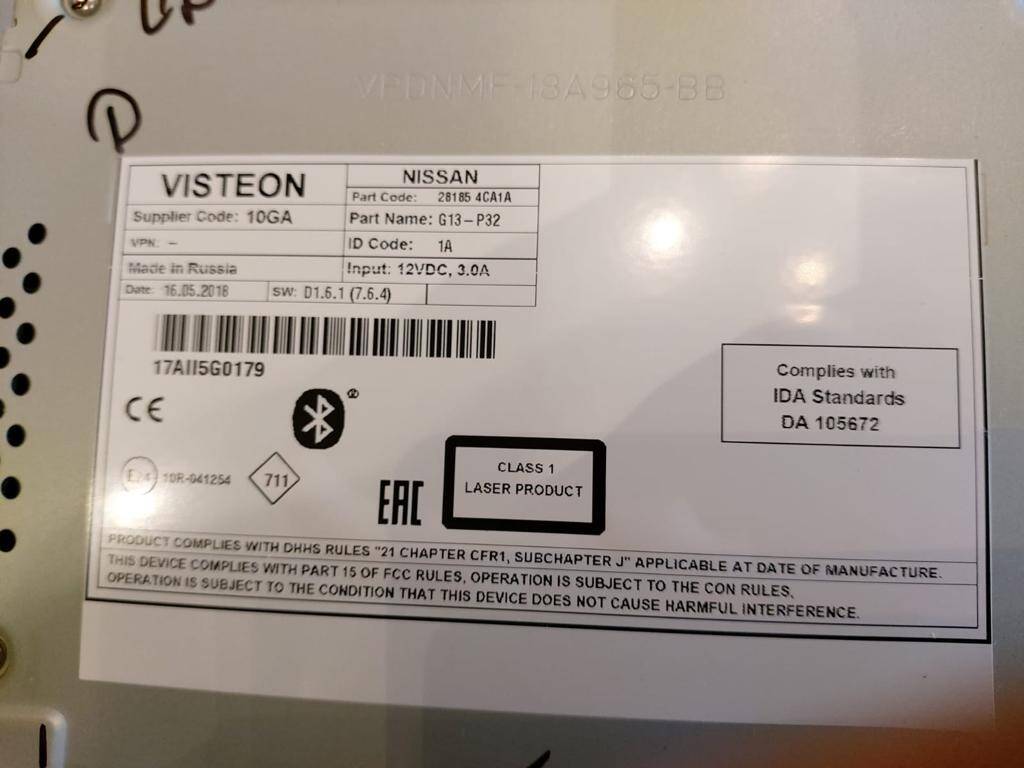 VPDNMF-18A965-BB
VISTEON
NISSAN
Part Code: 28185 4CA1A
Supplier Code: 10GA
Part Name: G13-P32
VPN: -
ID Code: 1A
Made in Russia
Input: 12VDC, 3.0A
Date: 16.05.2018
SW: D1.6.1 (7.6.4)
17AII5G0179
Complies with
IDA Standards
DA 105672
CE
CLASS 1
LASER PRODUCT
E24 10R-041254
711
EAC
PRODUCT COMPLIES WITH DHHS RULES "21 CHAPTER CFR1, SUBCHAPTER J" APPLICABLE AT DATE OF MANUFACTURE.
THIS DEVICE COMPLIES WITH PART 15 OF FCC RULES, OPERATION IS SUBJECT TO THE CON RULES,
OPERATION IS SUBJECT TO THE CONDITION THAT THIS DEVICE DOES NOT CAUSE HARMFUL INTERFERENCE.